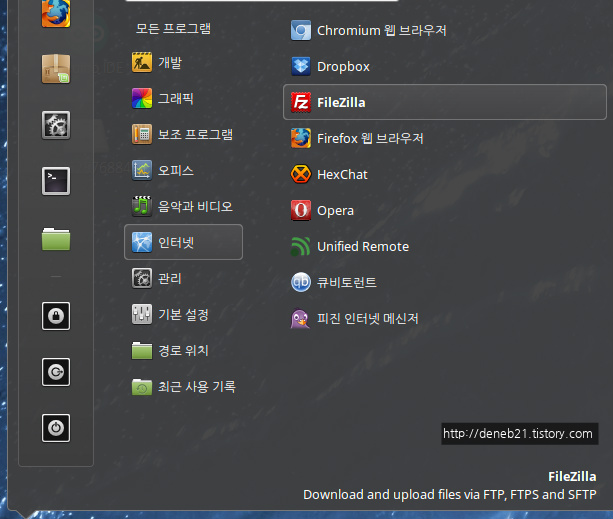 모든 프로그램
개발
그래픽
보조 프로그램
오피스
음악과 비디오
인터넷
관리
기본 설정
경로 위치
최근 사용 기록
Chromium 웹 브라우저
Dropbox
FileZilla
Firefox 웹 브라우저
HexChat
Opera
Unified Remote
큐비토런트
피진 인터넷 메신저
http://deneb21.tistory.com
FileZilla
Download and upload files via FTP, FTPS and SFTP